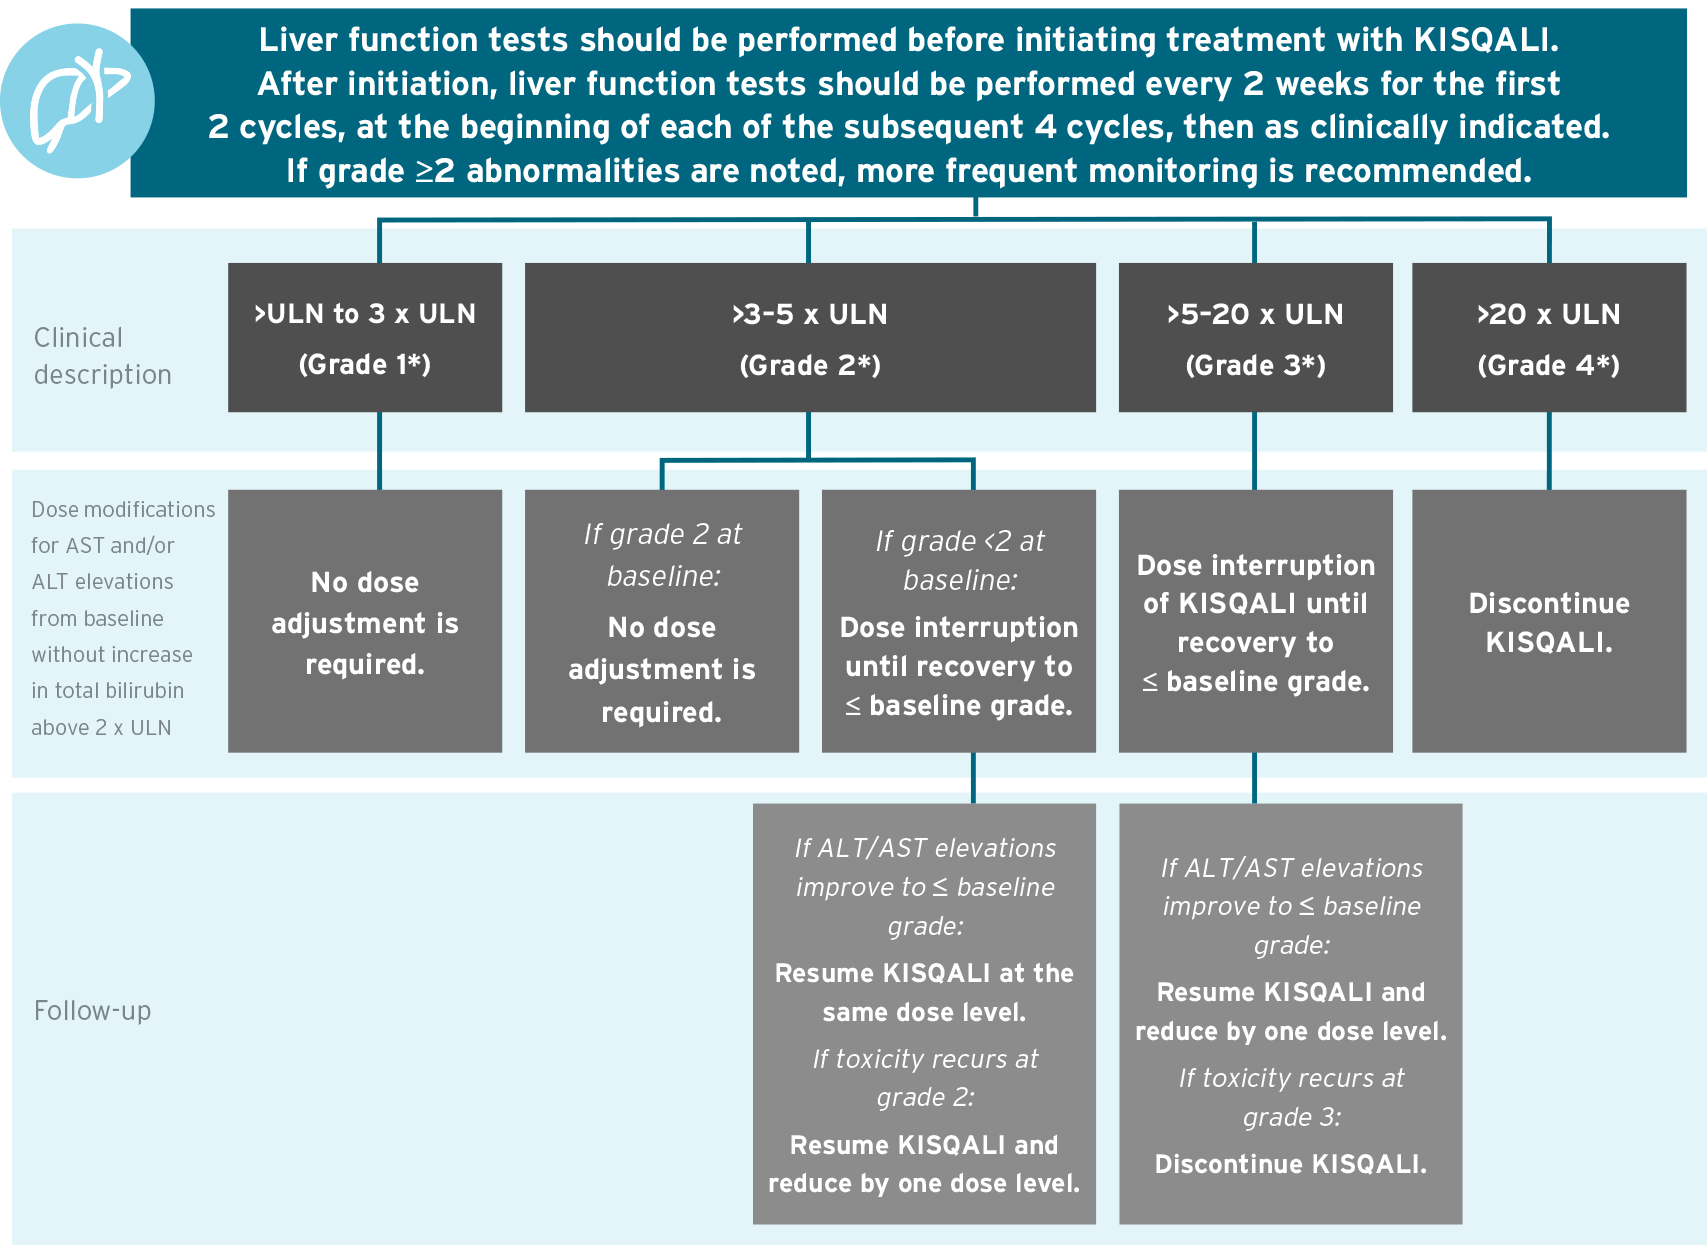 Liver function tests should be performed before initiating treatment with KISQALI.
After initiation, liver function tests should be performed every 2 weeks for the first
2 cycles, at the beginning of each of the subsequent 4 cycles, then as clinically indicated.
If grade ≥2 abnormalities are noted, more frequent monitoring is recommended.
Clinical
description
>ULN to 3 x ULN
(Grade 1*)
>3–5 x ULN
(Grade 2*)
>5–20 x ULN
(Grade 3*)
>20 x ULN
(Grade 4*)
Dose modifications
for AST and/or
ALT elevations
from baseline
without increase
in total bilirubin
above 2 x ULN
No dose
adjustment is
required.
If grade 2 at
baseline:
No dose
adjustment is
required.
If grade <2 at
baseline:
Dose interruption
until recovery to
≤ baseline grade.
Dose interruption
of KISQALI until
recovery to
≤ baseline grade.
Discontinue
KISQALI.
Follow-up
If ALT/AST elevations
improve to ≤ baseline
grade:
Resume KISQALI at the
same dose level.
If toxicity recurs at
grade 2:
Resume KISQALI and
reduce by one dose level.
If ALT/AST elevations
improve to ≤ baseline
grade:
Resume KISQALI and
reduce by one dose level.
If toxicity recurs at
grade 3:
Discontinue KISQALI.